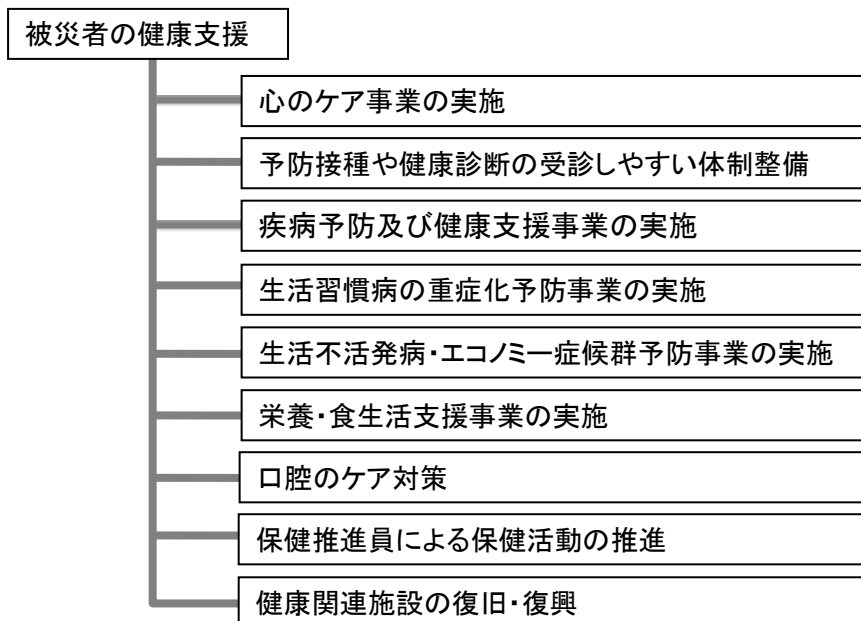 被災者の健康支援
心のケア事業の実施
予防接種や健康診断の受診しやすい体制整備
疾病予防及び健康支援事業の実施
生活習慣病の重症化予防事業の実施
生活不活発病・エコノミー症候群予防事業の実施
栄養・食生活支援事業の実施
口腔のケア対策
保健推進員による保健活動の推進
健康関連施設の復旧・復興